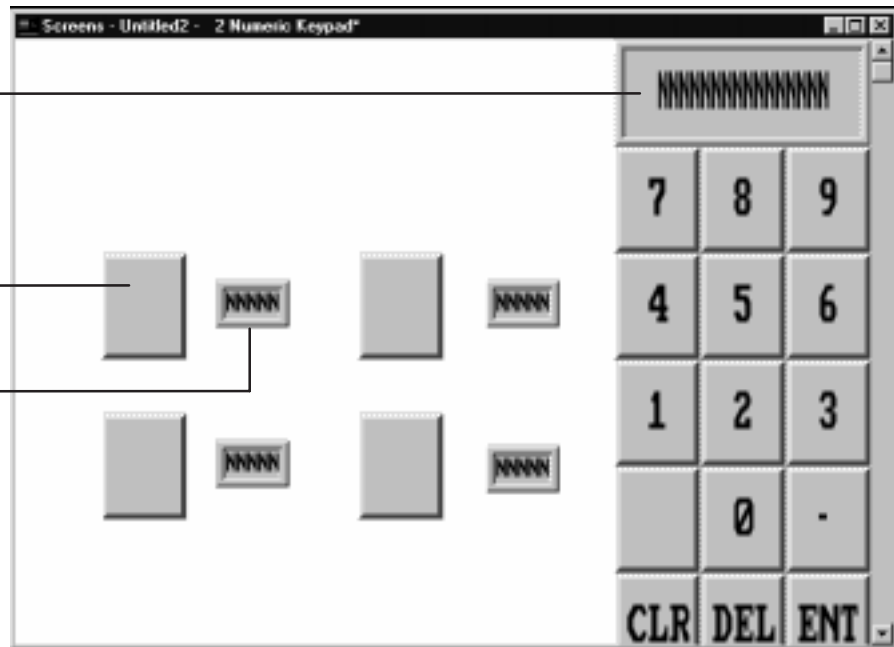 Screens - Untitled2 - 2 Numeric Keypad*
NNNNNNNNNNNNNN
7 8 9
NNNNN NNNNN
4 5 6
1 2 3
NNNNN NNNNN
0 -
CLR DEL ENT